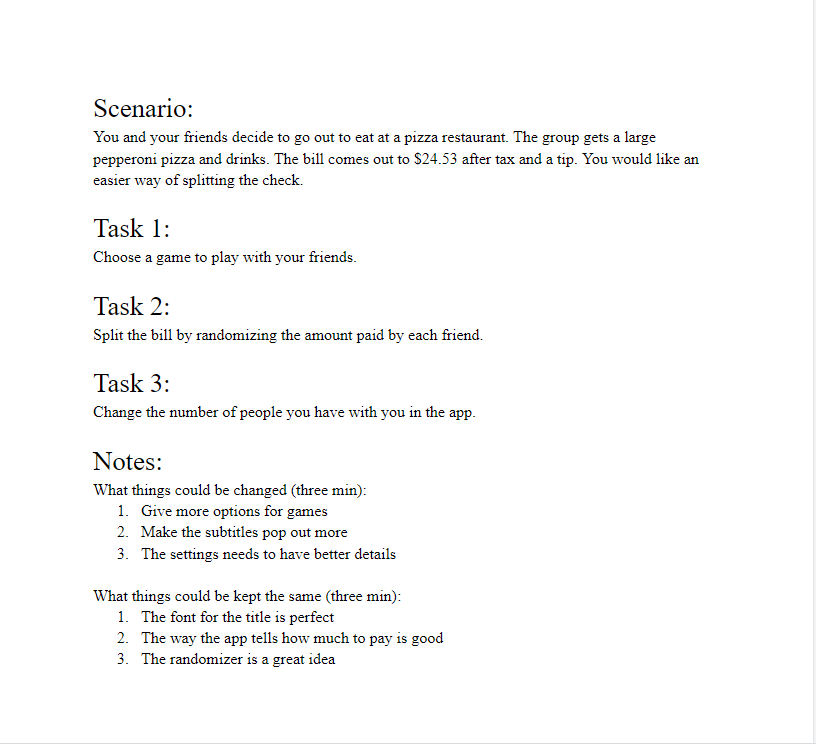 Scenario:
You and your friends decide to go out to eat at a pizza restaurant. The group gets a large
pepperoni pizza and drinks. The bill comes out to $24.53 after tax and a tip. You would like an
easier way of splitting the check.
Task 1:
Choose a game to play with your friends.
Task 2:
Split the bill by randomizing the amount paid by each friend.
Task 3:
Change the number of people you have with you in the app.
Notes:
What things could be changed (three min):
1. Give more options for games
2. Make the subtitles pop out more
3. The settings needs to have better details
What things could be kept the same (three min):
1. The font for the title is perfect
2. The way the app tells how much to pay is good
3. The randomizer is a great idea